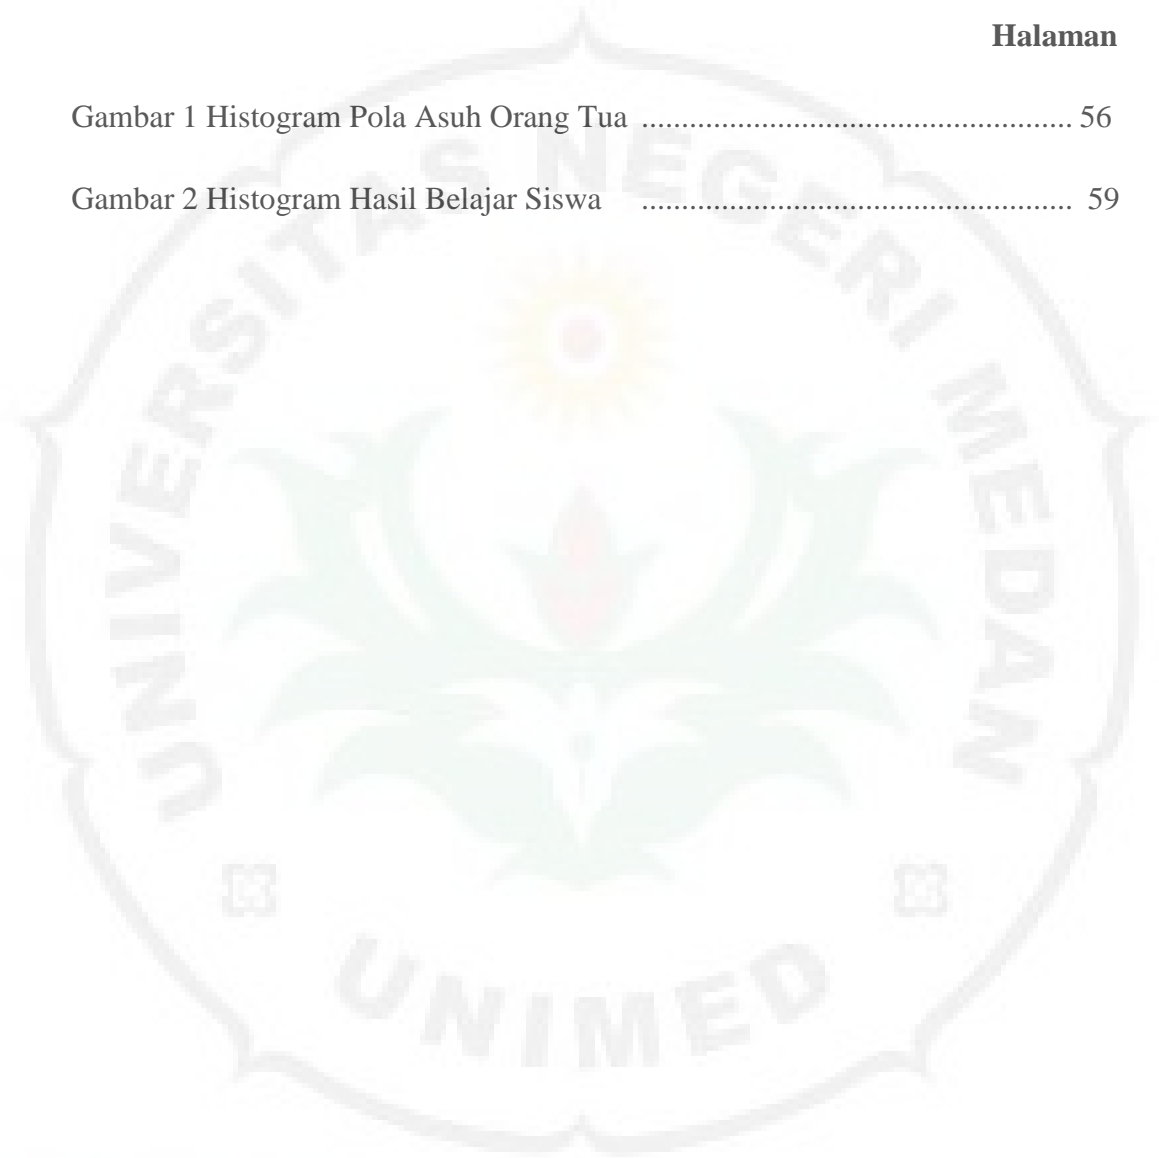 Halaman
Gambar 1 Histogram Pola Asuh Orang Tua ...................................................... 56
Gambar 2 Histogram Hasil Belajar Siswa ...................................................... 59
UNIVERSITAS NEGERI MEDAN
UNIMED